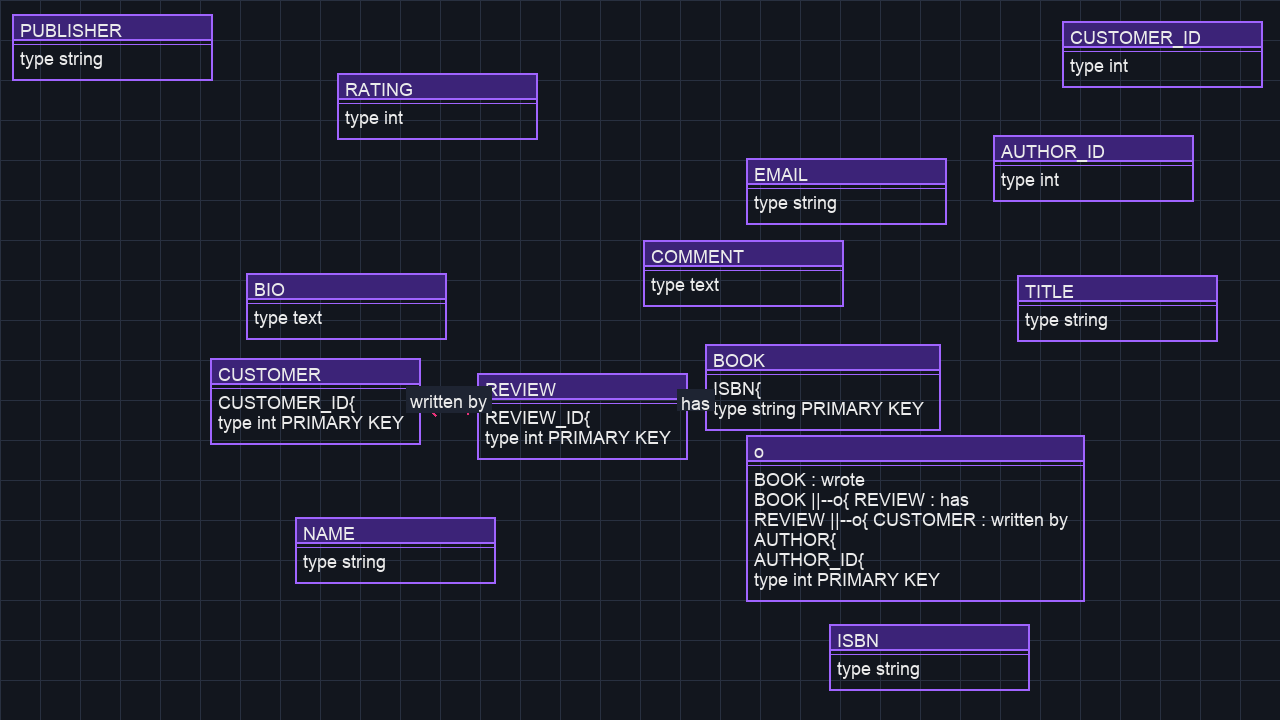 PUBLISHER
type string
CUSTOMER_ID
type int
RATING
type int
AUTHOR_ID
type int
EMAIL
type string
COMMENT
type text
BIO
type text
TITLE
type string
CUSTOMER
CUSTOMER_ID{
type int PRIMARY KEY
written by
REVIEW
REVIEW_ID{
type int PRIMARY KEY
has
BOOK
ISBN{
type string PRIMARY KEY
o
BOOK : wrote
BOOK ||--o{ REVIEW : has
REVIEW ||--o{ CUSTOMER : written by
AUTHOR{
AUTHOR_ID{
type int PRIMARY KEY
NAME
type string
ISBN
type string